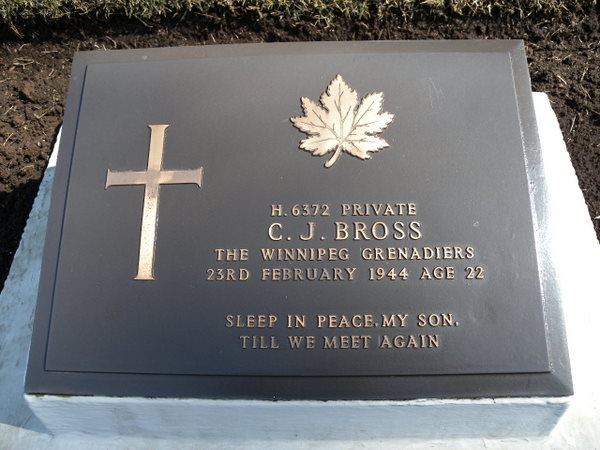 H. 6372 PRIVATE
C. J. BROSS
THE WINNIPEG GRENADIERS
23RD FEBRUARY 1944 AGE 22
SLEEP IN PEACE, MY SON,
TILL WE MEET AGAIN